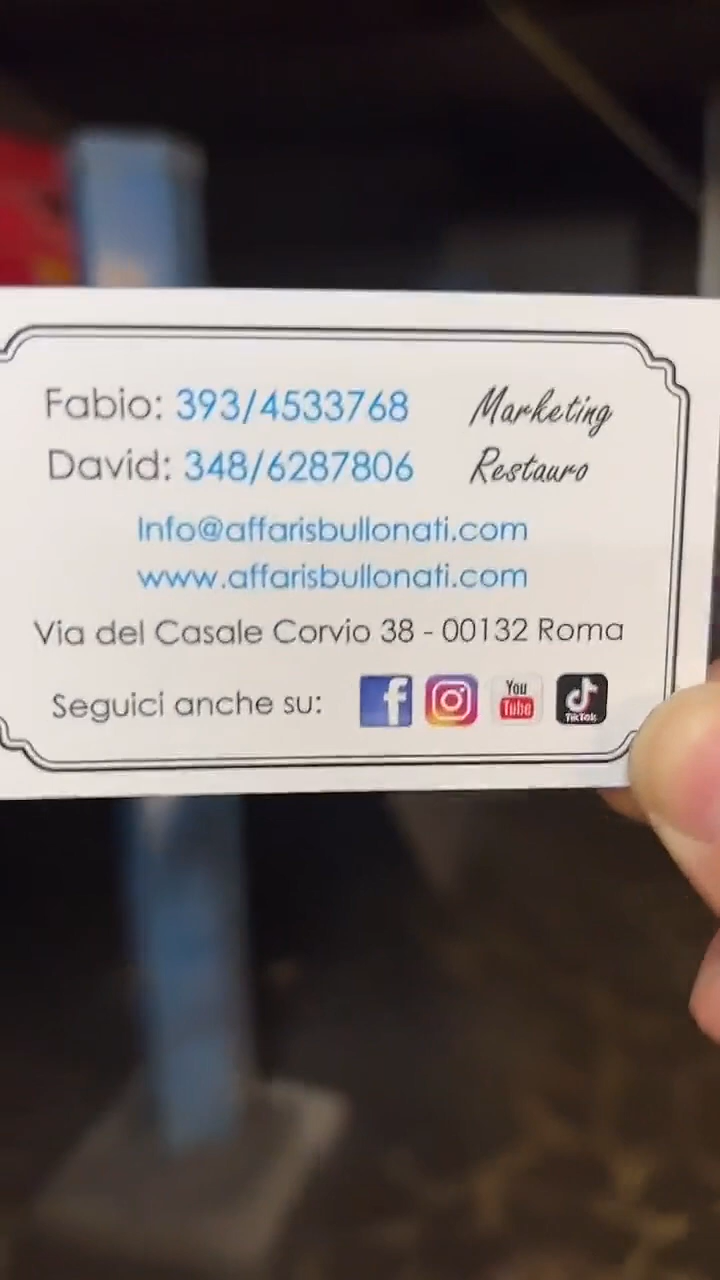 Fabio: 393/4533768 Marketing
David: 348/6287806 Restauro
Info@affarisbullonati.com
www.affarisbullonati.com
Via del Casale Corvio 38 - 00132 Roma
Seguici anche su: f You Tube TikTok